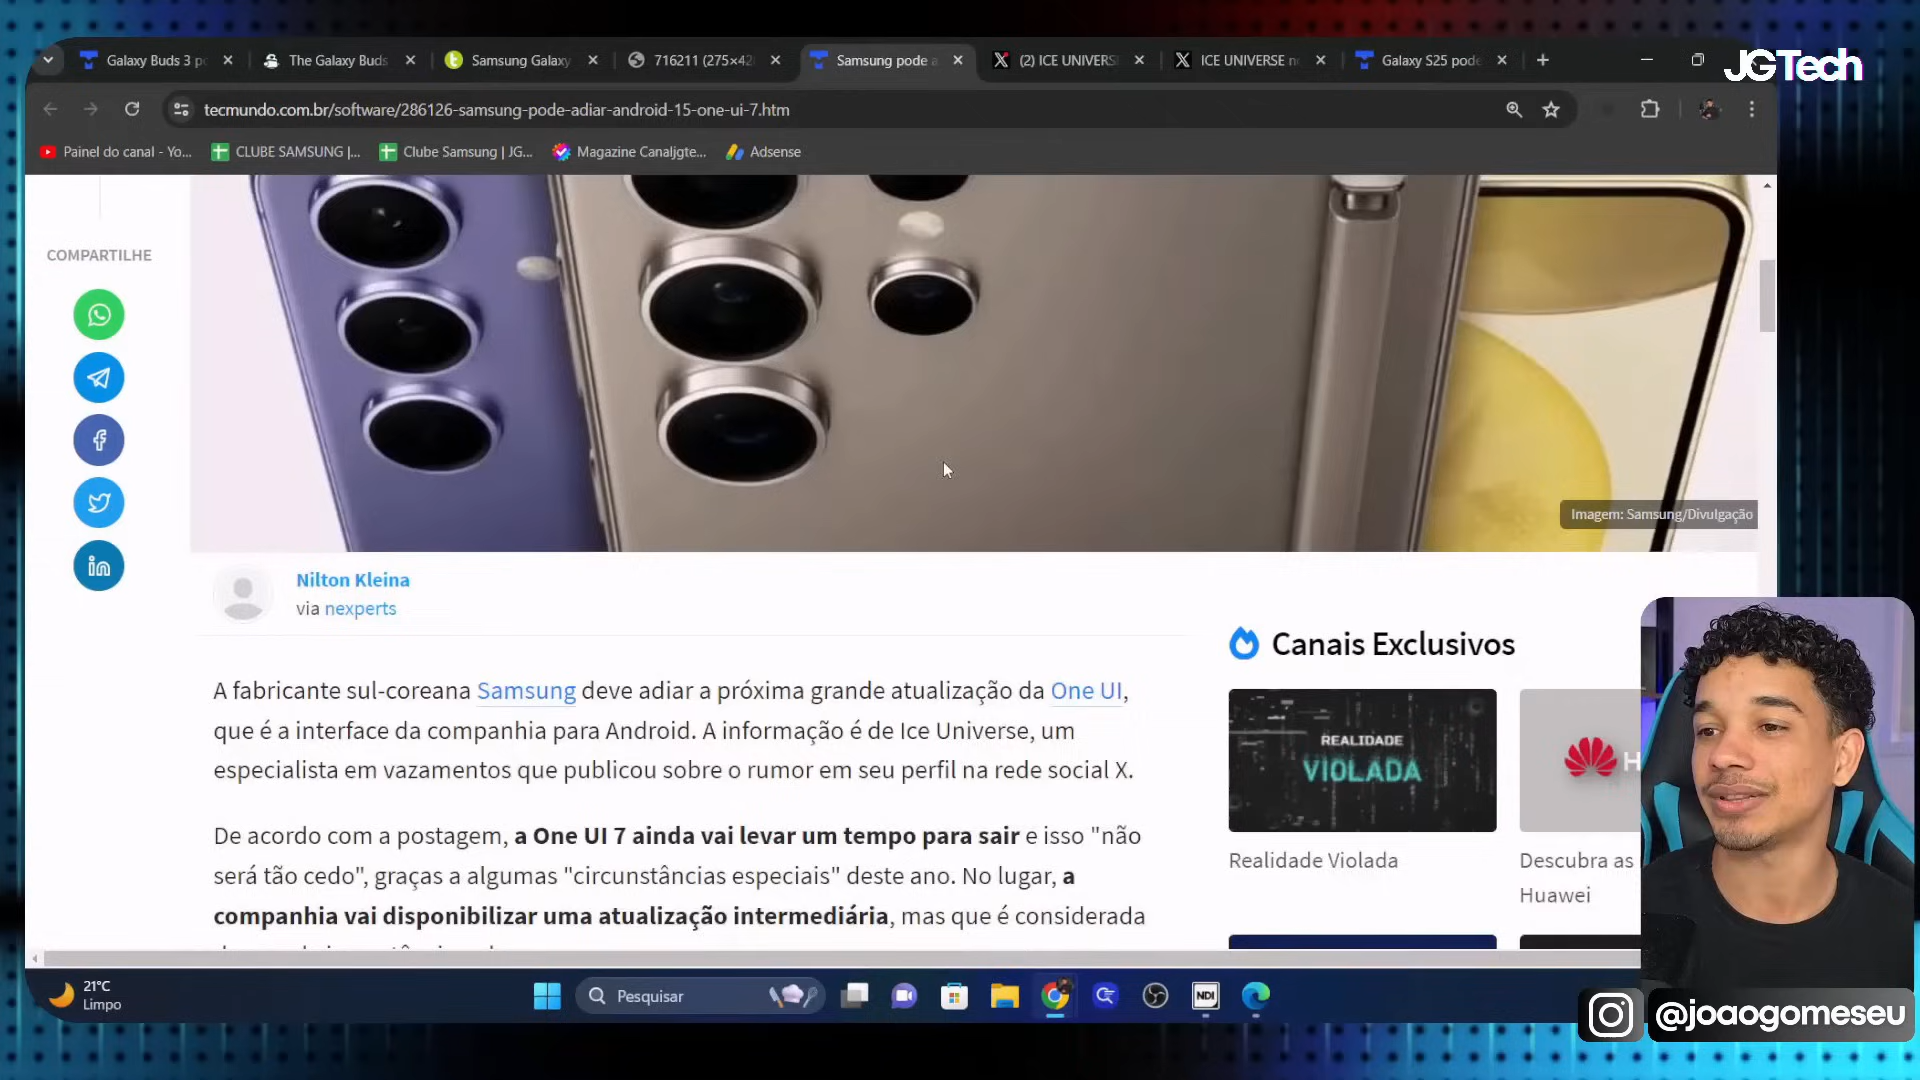 Galaxy Buds 3 po
The Galaxy Buds
Samsung Galaxy
716211 (275×42
Samsung pode a
(2) ICE UNIVERS
ICE UNIVERSE n
Galaxy S25 pode
JGTech
tecmundo.com.br/software/286126-samsung-pode-adiar-android-15-one-ui-7.htm
Painel do canal - Yo...
CLUBE SAMSUNG |...
Clube Samsung | JG...
Magazine Canaljgte...
Adsense
COMPARTILHE
Imagem: Samsung/Divulgação
Nilton Kleina
via nexperts
A fabricante sul-coreana Samsung deve adiar a próxima grande atualização da One UI,
que é a interface da companhia para Android. A informação é de Ice Universe, um
especialista em vazamentos que publicou sobre o rumor em seu perfil na rede social X.
De acordo com a postagem, a One UI 7 ainda vai levar um tempo para sair e isso "não
será tão cedo", graças a algumas "circunstâncias especiais" deste ano. No lugar, a
companhia vai disponibilizar uma atualização intermediária, mas que é considerada
Canais Exclusivos
REALIDADE
VIOLADA
H
Realidade Violada
Descubra as
Huawei
21°C
Limpo
Pesquisar
NDI
@joaogomeseu